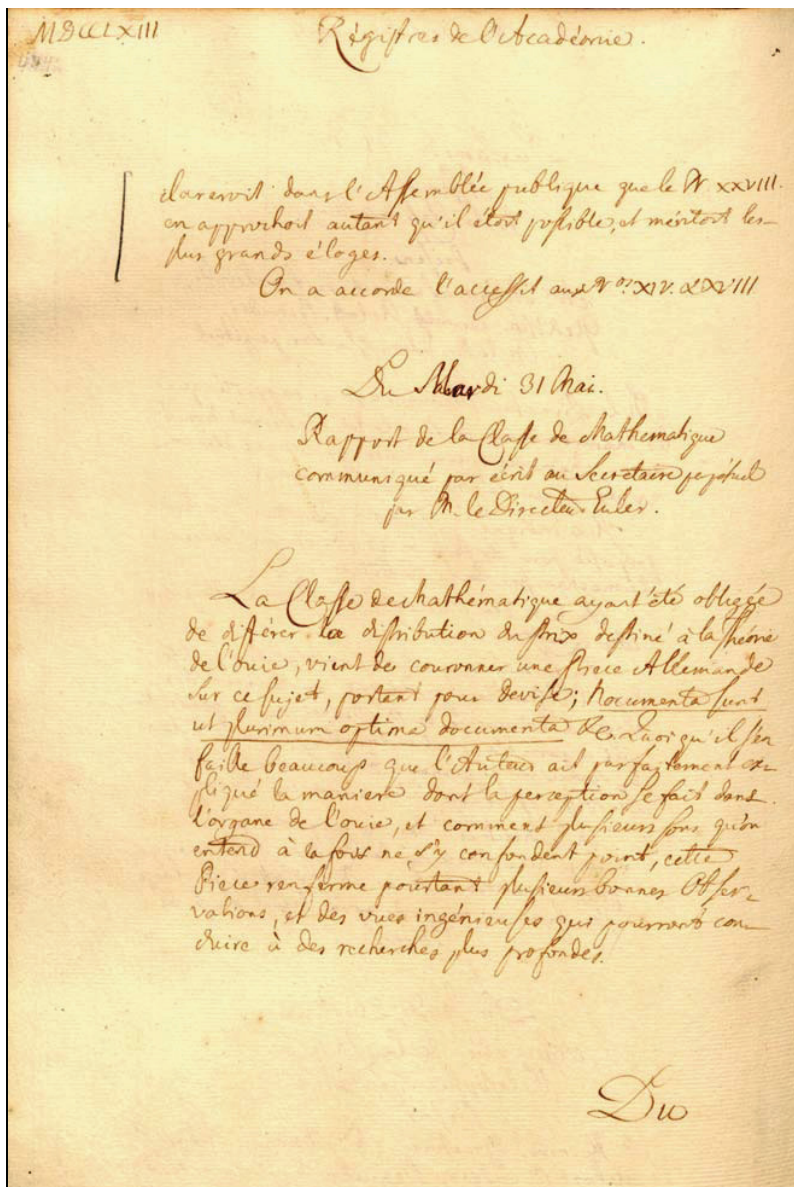 MDCCLXIII
Régistres de l'Académie.
clareroit dans l'Assemblée publique que le N. XXVIII.
en approchoit autant qu'il étoit possible, et méritoit les
plus grands éloges.
On a accordé l'accessit aux Nos. XIV. & XVIII
Du Mardi 31 Mai.
Rapport de la Classe de Mathematique
communiqué par écrit au Secretaire perpétuel
par M. le Directeur Euler.
La Classe de Mathématique ayant été obligée
de différer la distribution du Prix destiné à la Théorie
de l'ouie, vient de couronner une Piece Allemande
sur ce sujet, portant pour devise; Nocumenta sunt
ut plurimum optima documenta &c. Quoiqu'il s'en
faille beaucoup que l'Auteur ait parfaitement ex-
pliqué la maniere dont la perception se fait dans
l'organe de l'ouie, et comment plusieurs sons qu'on
entend à la fois ne s'y confondent point, cette
Piece renferme pourtant plusieurs bonnes Obser-
vations, et des vues ingénieuses qui pourront con-
duire à des recherches plus profondes.
Du